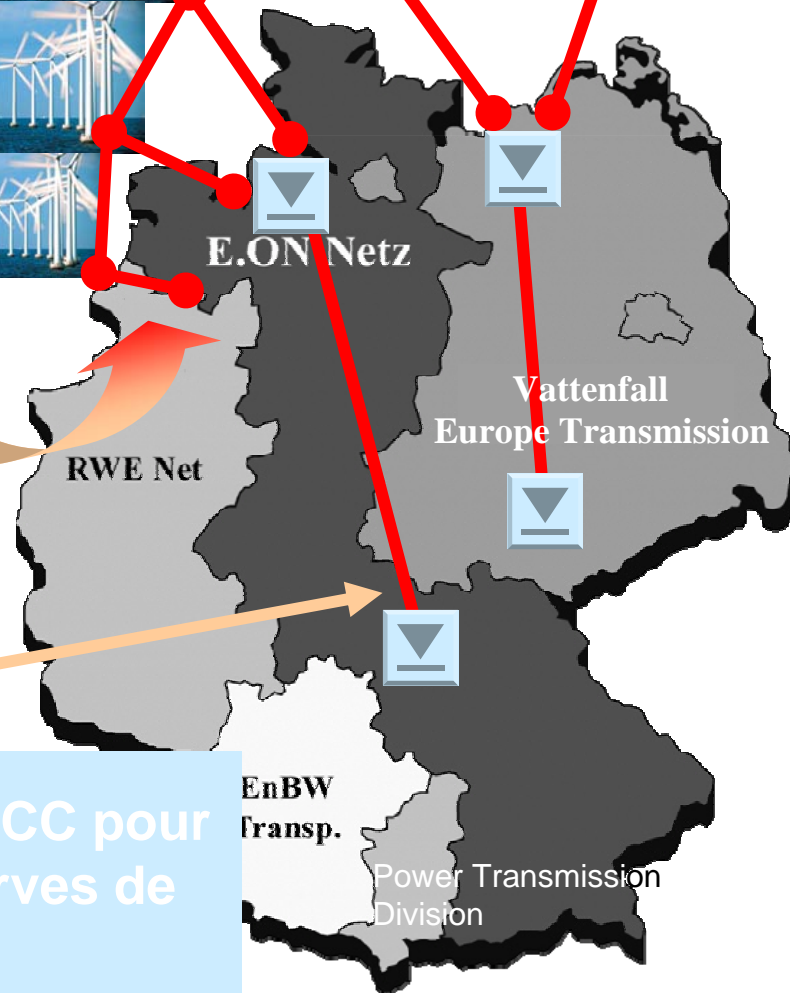 E.ON Netz
Vattenfall
Europe Transmission
RWE Net
EnBW
Transp.
CC pour
rves de
Power Transmission
Division